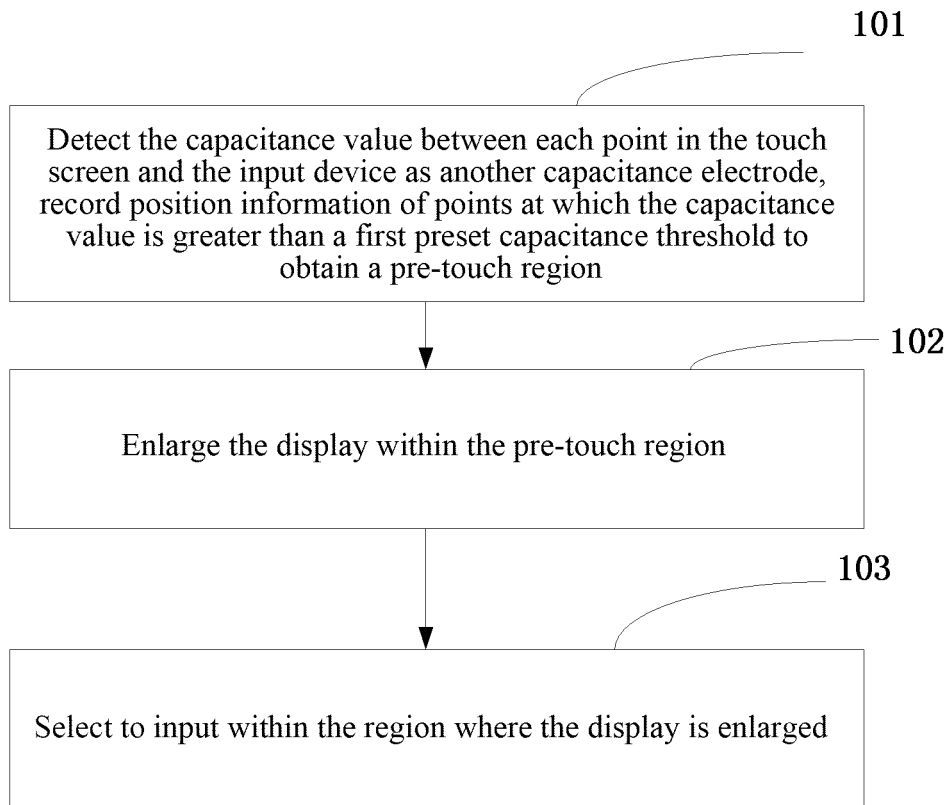 101
Detect the capacitance value between each point in the touch
screen and the input device as another capacitance electrode,
record position information of points at which the capacitance
value is greater than a first preset capacitance threshold to
obtain a pre-touch region
102
Enlarge the display within the pre-touch region
103
Select to input within the region where the display is enlarged